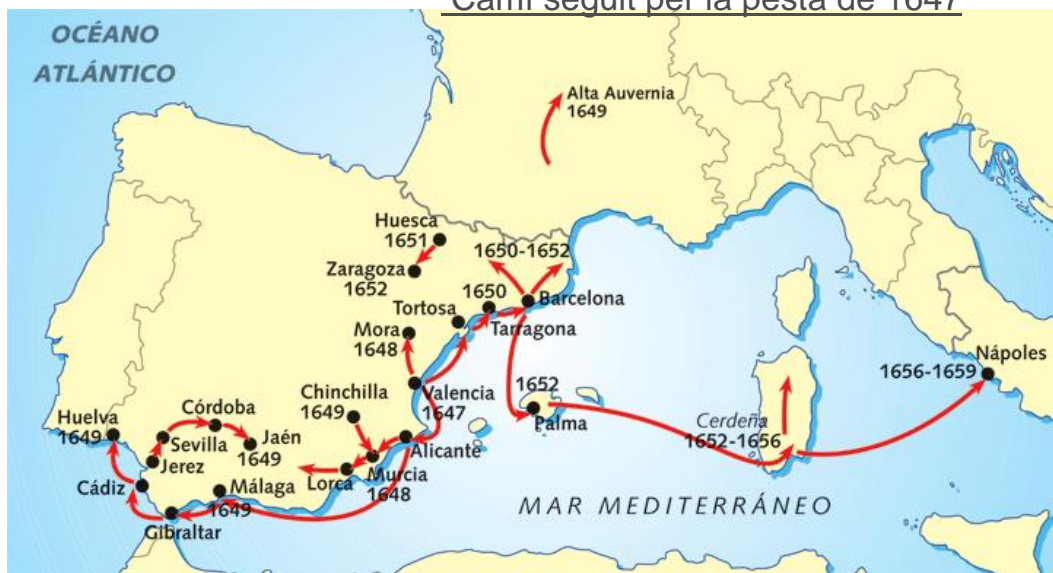 Camí seguit per la pesta de 1647
OCÉANO
ATLÁNTICO
Alta Auvernia
1649
Huesca
1651
Zaragoza
1652
1650-1652
Tortosa
1650
Barcelona
Tarragona
Mora
1648
Valencia
1647
Chinchilla
1649
1652
Palma
Nápoles
1656-1659
Cerdeña
1652-1656
Huelva
1649
Córdoba
Sevilla
Jaén
1649
Jerez
Alicante
Lorca
Murcia
1648
Cádiz
Málaga
1649
Gibraltar
MAR MEDITERRÁNEO